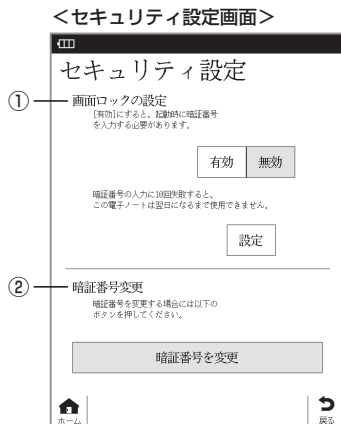 ＜セキュリティ設定画面＞
セキュリティ設定
① 画面ロックの設定
[有効]にすると、起動時に暗証番号
を入力する必要があります。
有効 無効
暗証番号の入力に10回失敗すると、
この電子ノートは翌日になるまで使用できません。
設定
② 暗証番号変更
暗証番号を変更する場合には以下の
ボタンを押してください。
暗証番号を変更
ホーム 戻る